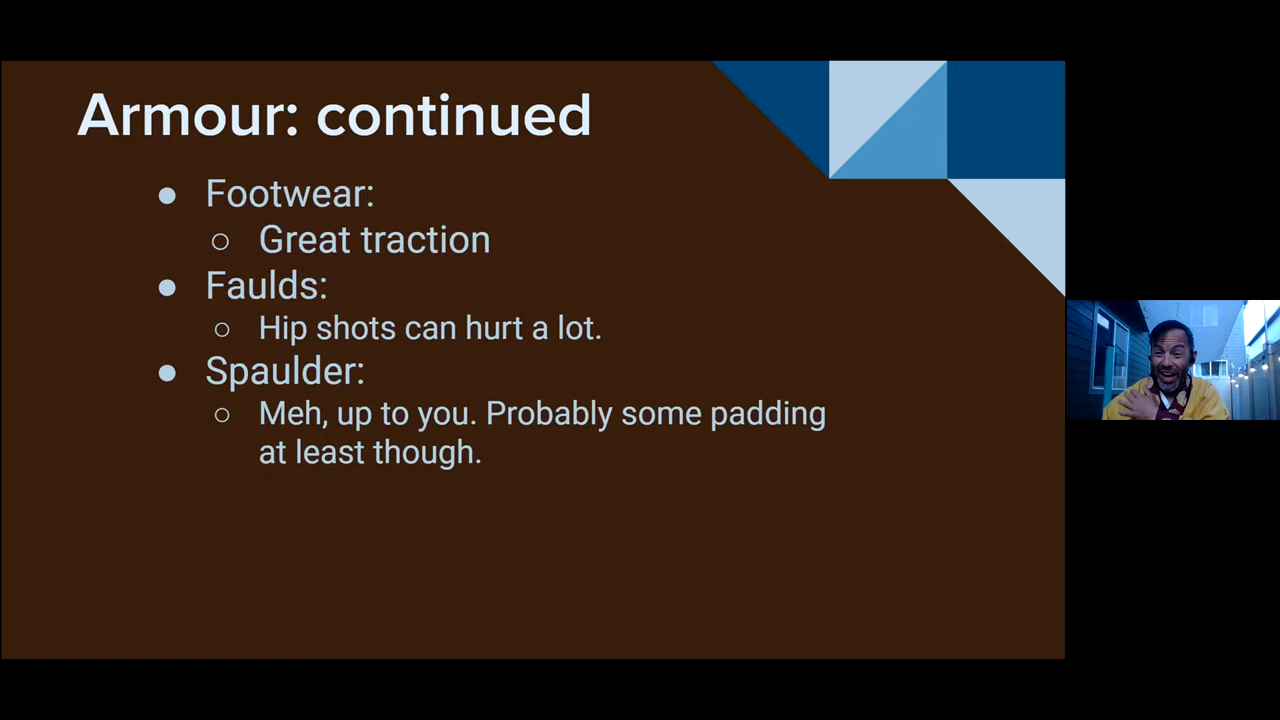 Armour: continued
● Footwear:
○ Great traction
● Faulds:
○ Hip shots can hurt a lot.
● Spaulder:
○ Meh, up to you. Probably some padding
at least though.